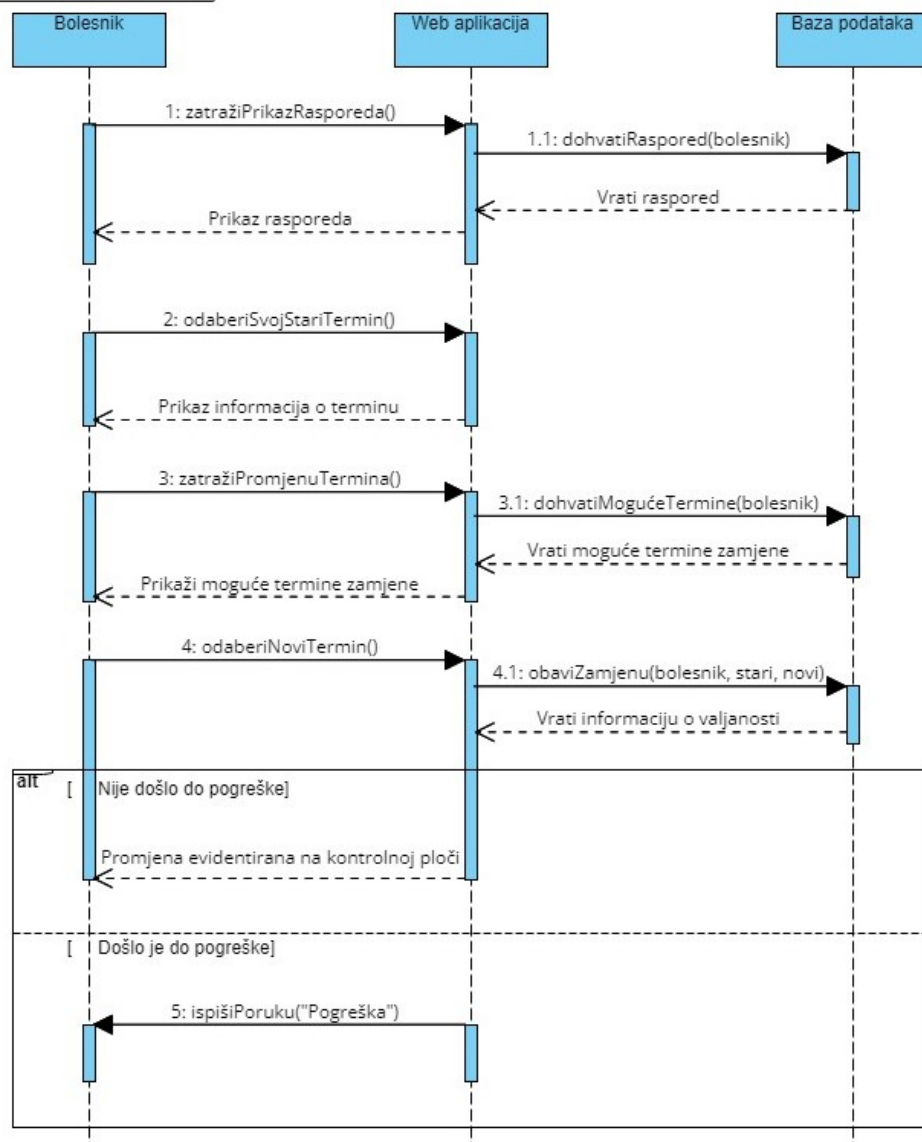 Bolesnik
Web aplikacija
Baza podataka
1: zatražiPrikazRasporeda()
1.1: dohvatiRaspored(bolesnik)
Vrati raspored
Prikaz rasporeda
2: odaberiSvojStariTermin()
Prikaz informacija o terminu
3: zatražiPromjenuTermina()
3.1: dohvatiMogućeTermine(bolesnik)
Vrati moguće termine zamjene
Prikaži moguće termine zamjene
4: odaberiNoviTermin()
4.1: obaviZamjenu(bolesnik, stari, novi)
Vrati informaciju o valjanosti
alt
[ Nije došlo do pogreške]
Promjena evidentirana na kontrolnoj ploči
[ Došlo je do pogreške]
5: ispišiPoruku("Pogreška")